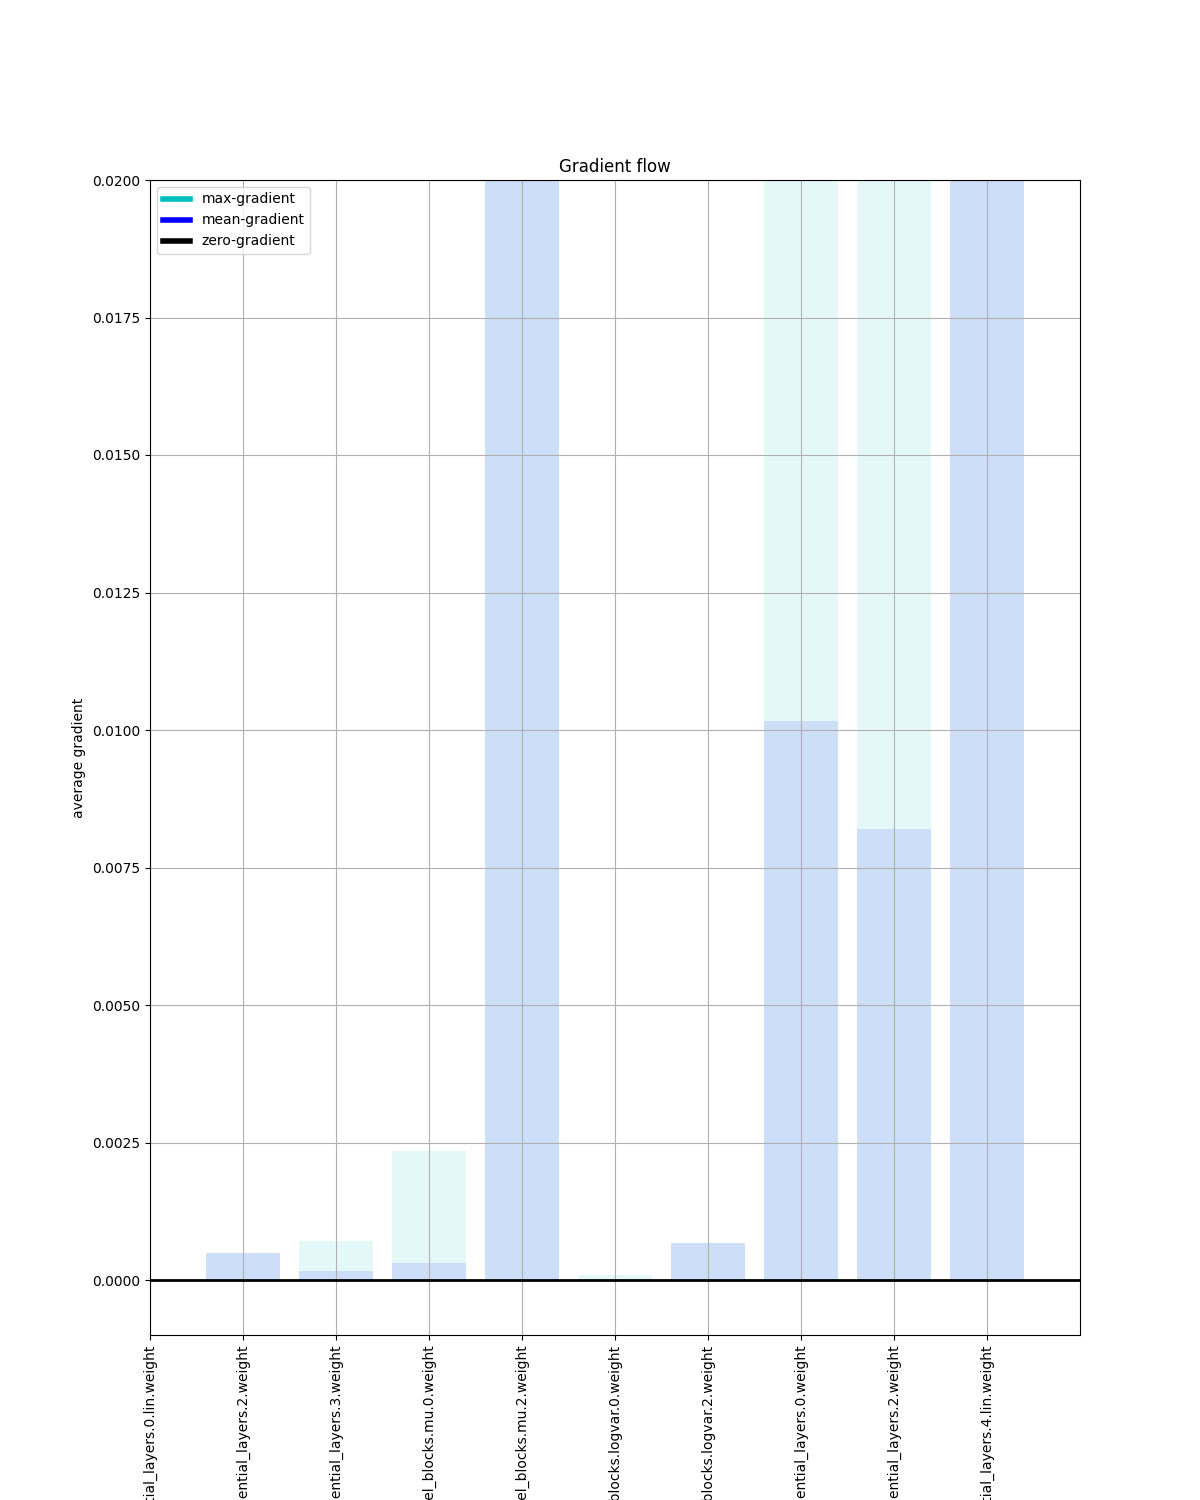 Gradient flow
max-gradient
mean-gradient
zero-gradient
average gradient
0.0200
0.0175
0.0150
0.0125
0.0100
0.0075
0.0050
0.0025
0.0000
tial_layers.0.lin.weight
ential_layers.2.weight
ential_layers.3.weight
el_blocks.mu.0.weight
el_blocks.mu.2.weight
blocks.logvar.0.weight
blocks.logvar.2.weight
ential_layers.0.weight
ential_layers.2.weight
tial_layers.4.lin.weight